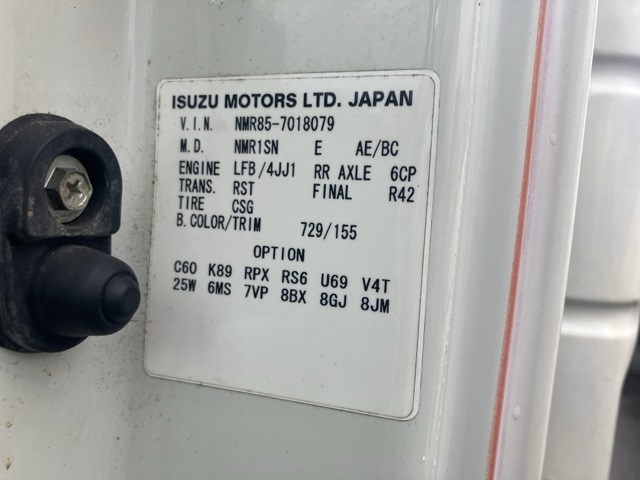 ISUZU MOTORS LTD. JAPAN
V.I.N. NMR85-7018079
M.D. NMR1SN E AE/BC
ENGINE LFB/4JJ1 RR AXLE 6CP
TRANS. RST FINAL R42
TIRE CSG
B.COLOR/TRIM 729/155
OPTION
C60 K89 RPX RS6 U69 V4T
25W 6MS 7VP 8BX 8GJ 8JM